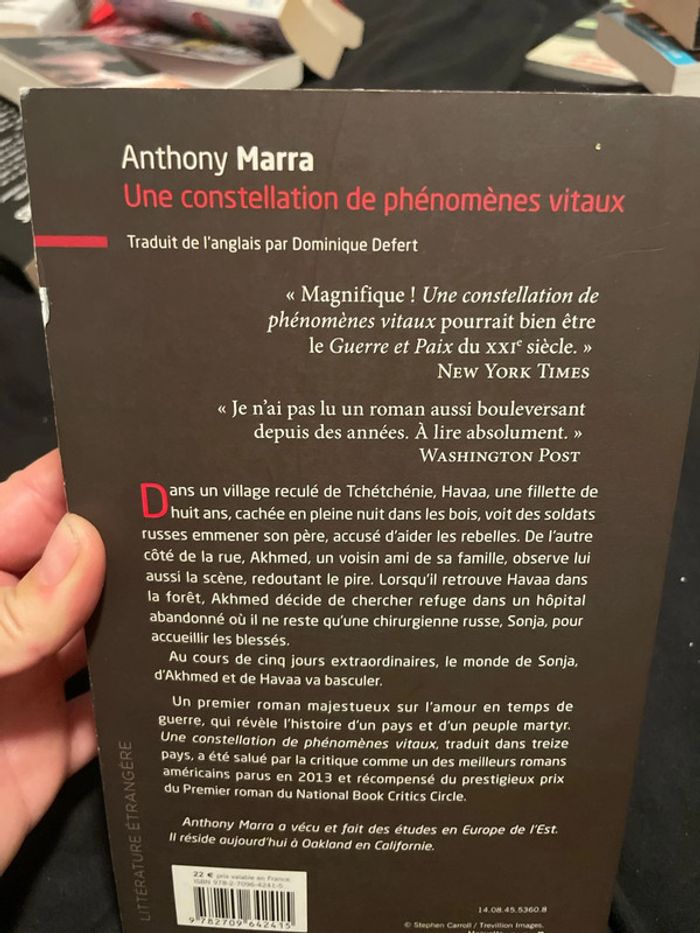 Anthony Marra
Une constellation de phénomènes vitaux
Traduit de l'anglais par Dominique Defert
« Magnifique ! Une constellation de
phénomènes vitaux pourrait bien être
le Guerre et Paix du XXIe siècle. »
NEW YORK TIMES
« Je n'ai pas lu un roman aussi bouleversant
depuis des années. À lire absolument. »
WASHINGTON POST
Dans un village reculé de Tchétchénie, Havaa, une fillette de
huit ans, cachée en pleine nuit dans les bois, voit des soldats
russes emmener son père, accusé d'aider les rebelles. De l'autre
côté de la rue, Akhmed, un voisin ami de sa famille, observe lui
aussi la scène, redoutant le pire. Lorsqu'il retrouve Havaa dans
la forêt, Akhmed décide de chercher refuge dans un hôpital
abandonné où il ne reste qu'une chirurgienne russe, Sonja, pour
accueillir les blessés.
Au cours de cinq jours extraordinaires, le monde de Sonja,
d'Akhmed et de Havaa va basculer.
Un premier roman majestueux sur l'amour en temps de
guerre, qui révèle l'histoire d'un pays et d'un peuple martyr.
Une constellation de phénomènes vitaux, traduit dans treize
pays, a été salué par la critique comme un des meilleurs romans
américains parus en 2013 et récompensé du prestigieux prix
du Premier roman du National Book Critics Circle.
Anthony Marra a vécu et fait des études en Europe de l'Est.
Il réside aujourd'hui à Oakland en Californie.
LITTÉRATURE ÉTRANGÈRE
22 € prix valable en France
ISBN 978-2-7096-4241-5
9 782709 642415
14.08.45.5360.8
© Stephen Carroll / Trevillion Images.